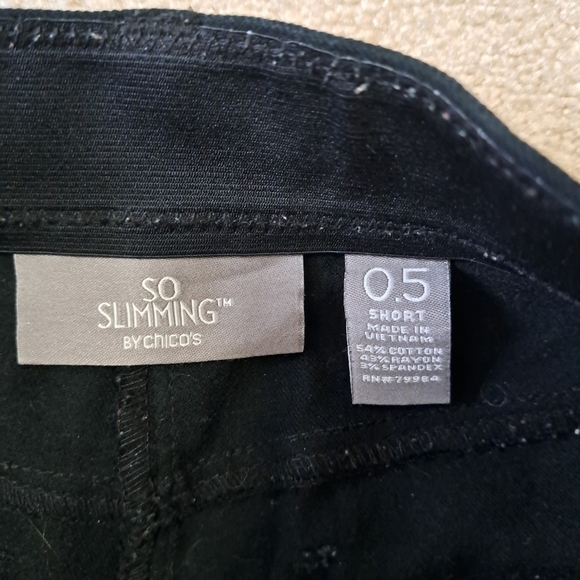 SO
SLIMMING™
BY CHICO'S
0.5
SHORT
MADE IN
VIETNAM
54% COTTON
43% RAYON
3% SPANDEX
RN# 79984